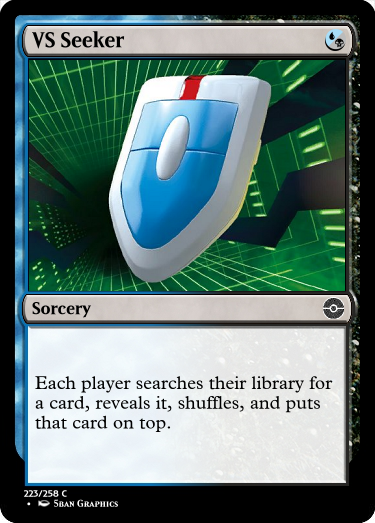 VS Seeker
Sorcery
Each player searches their library for
a card, reveals it, shuffles, and puts
that card on top.
223/258 C
• Sban Graphics